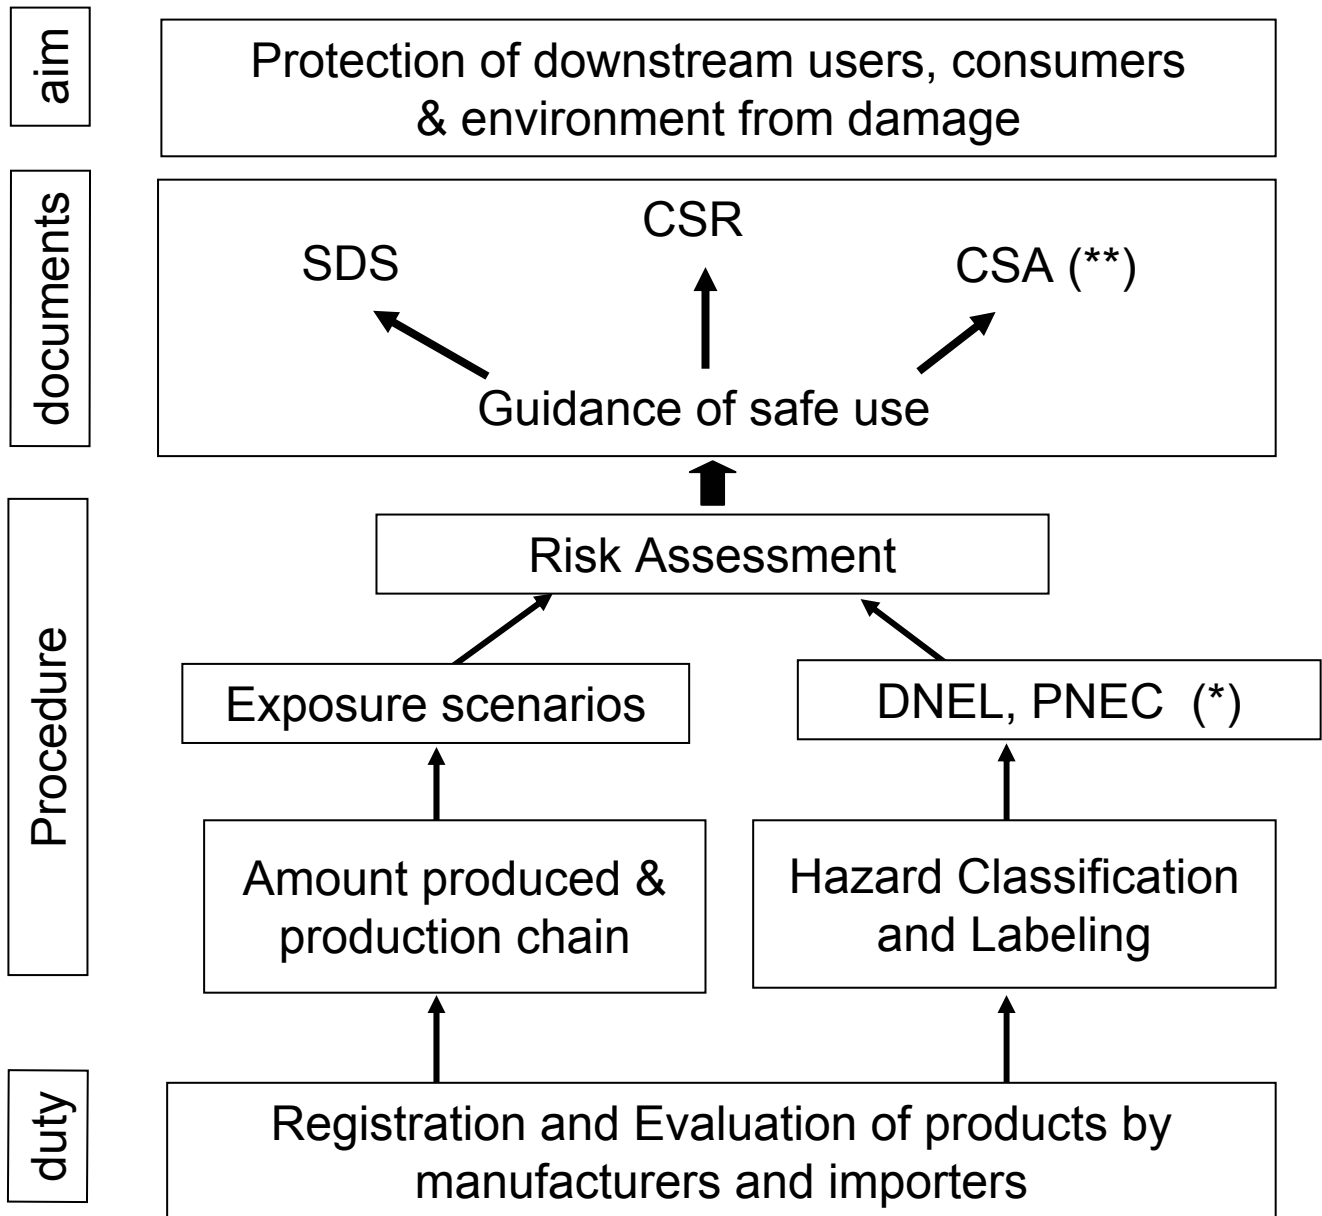 aim
Protection of downstream users, consumers
& environment from damage
documents
CSR
SDS
CSA (**)
Guidance of safe use
Procedure
Risk Assessment
Exposure scenarios
DNEL, PNEC (*)
Amount produced &
production chain
Hazard Classification
and Labeling
duty
Registration and Evaluation of products by
manufacturers and importers